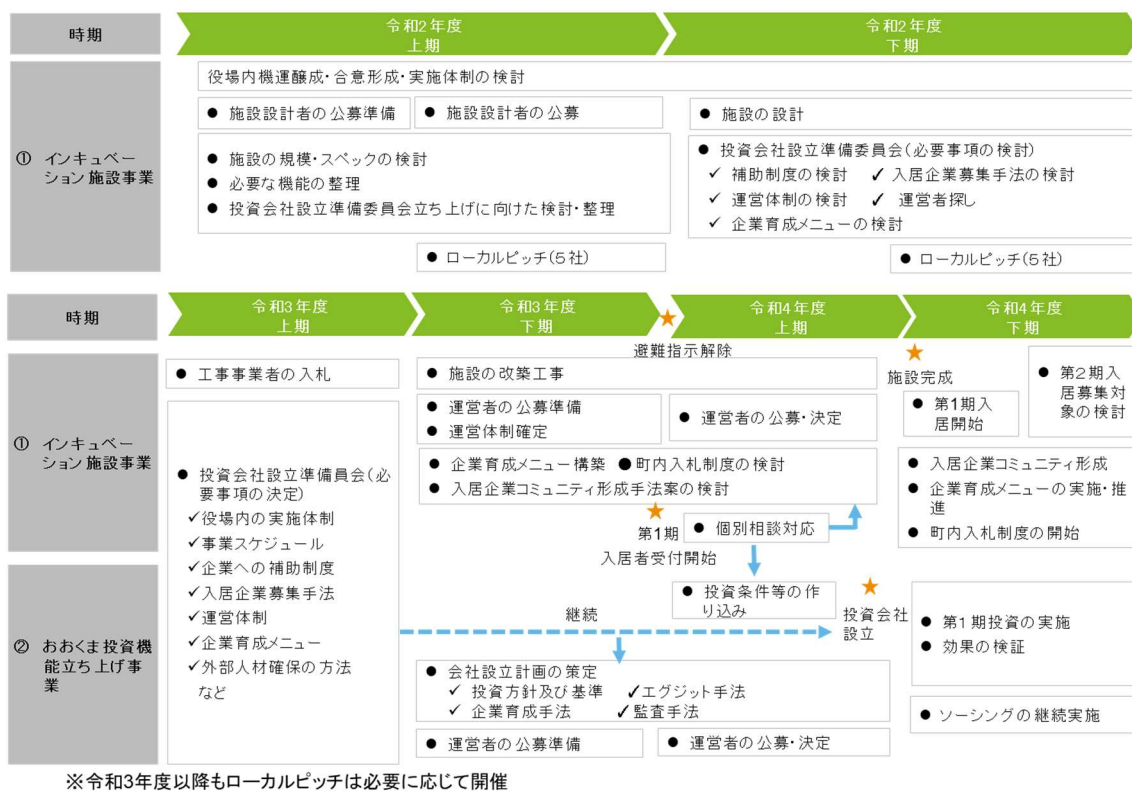 時期
令和2年度
上期
令和2年度
下期
① インキュベー
ション施設事業
役場内機運醸成・合意形成・実施体制の検討
● 施設設計者の公募準備
● 施設設計者の公募
● 施設の設計
● 施設の規模・スペックの検討
● 必要な機能の整理
● 投資会社設立準備委員会立ち上げに向けた検討・整理
● 投資会社設立準備委員会(必要事項の検討)
✓ 補助制度の検討 ✓ 入居企業募集手法の検討
✓ 運営体制の検討 ✓ 運営者探し
✓ 企業育成メニューの検討
● ローカルピッチ(5社)
● ローカルピッチ(5社)
時期
令和3年度
上期
令和3年度
下期
令和4年度
上期
令和4年度
下期
避難指示解除
① インキュベー
ション施設事業
② おおくま投資機
能立ち上げ事
業
● 工事事業者の入札
● 投資会社設立準備員会(必
要事項の決定)
✓役場内の実施体制
✓事業スケジュール
✓企業への補助制度
✓入居企業募集手法
✓運営体制
✓企業育成メニュー
✓外部人材確保の方法
など
● 施設の改築工事
● 運営者の公募準備
● 運営体制確定
● 運営者の公募・決定
● 企業育成メニュー構築 ●町内入札制度の検討
● 入居企業コミュニティ形成手法案の検討
第1期
入居者受付開始
● 個別相談対応
● 投資条件等の作
り込み
継続
投資会社
設立
● 会社設立計画の策定
✓ 投資方針及び基準 ✓エグジット手法
✓ 企業育成手法 ✓監査手法
● 運営者の公募準備
● 運営者の公募・決定
施設完成
● 第1期入
居開始
● 第2期入
居募集対
象の検討
● 入居企業コミュニティ形成
● 企業育成メニューの実施・推
進
● 町内入札制度の開始
● 第1期投資の実施
● 効果の検証
● ソーシングの継続実施
※令和3年度以降もローカルピッチは必要に応じて開催